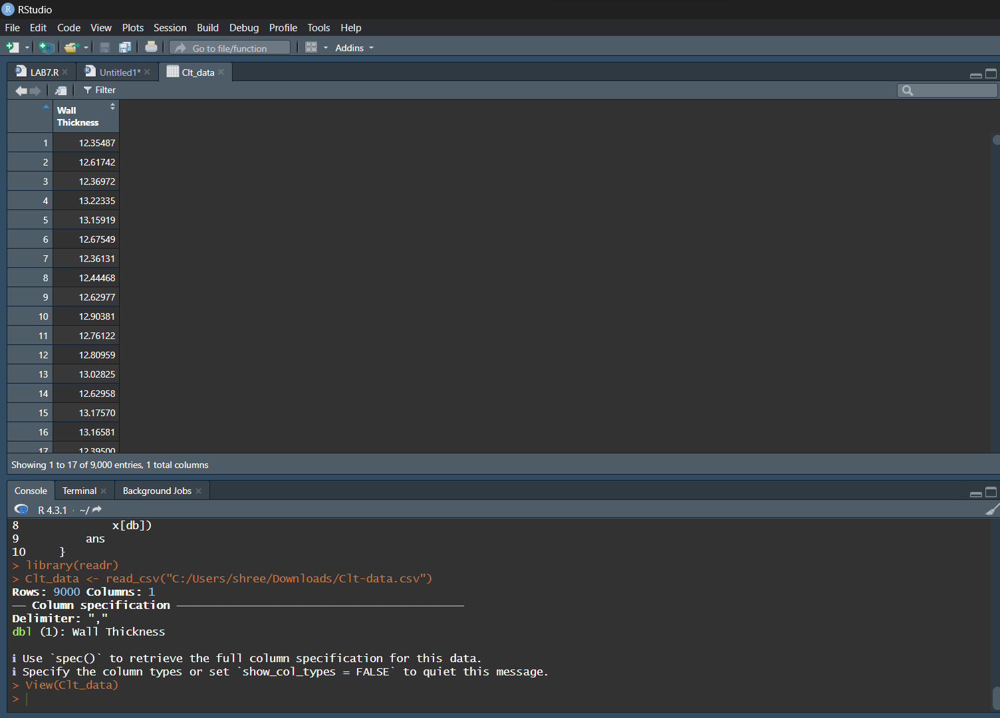 RStudio
File Edit Code View Plots Session Build Debug Profile Tools Help
Go to file/function Addins
LAB7.R Untitled1* Clt_data
Filter
Wall
Thickness
1 12.35487
2 12.61742
3 12.36972
4 13.22335
5 13.15919
6 12.67549
7 12.36131
8 12.44468
9 12.62977
10 12.90381
11 12.76122
12 12.80959
13 13.02825
14 12.62958
15 13.17570
16 13.16581
17 12.39500
Showing 1 to 17 of 9,000 entries, 1 total columns
Console Terminal Background Jobs
R 4.3.1 · ~/
8 x[db])
9 ans
10 }
> library(readr)
> Clt_data <- read_csv("C:/Users/shree/Downloads/Clt-data.csv")
Rows: 9000 Columns: 1
── Column specification ────────────────────────
Delimiter: ","
dbl (1): Wall Thickness
ℹ Use `spec()` to retrieve the full column specification for this data.
ℹ Specify the column types or set `show_col_types = FALSE` to quiet this message.
> View(Clt_data)
>